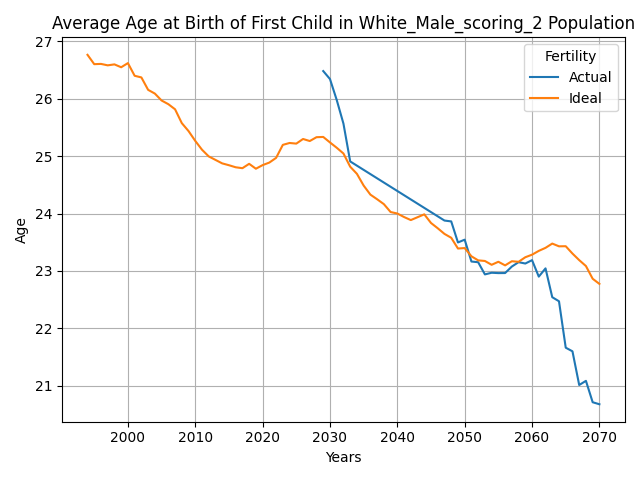 Average Age at Birth of First Child in White_Male_scoring_2 Population
27
26
25
24
23
22
21
Age
Fertility
Actual
Ideal
2000 2010 2020 2030 2040 2050 2060 2070
Years